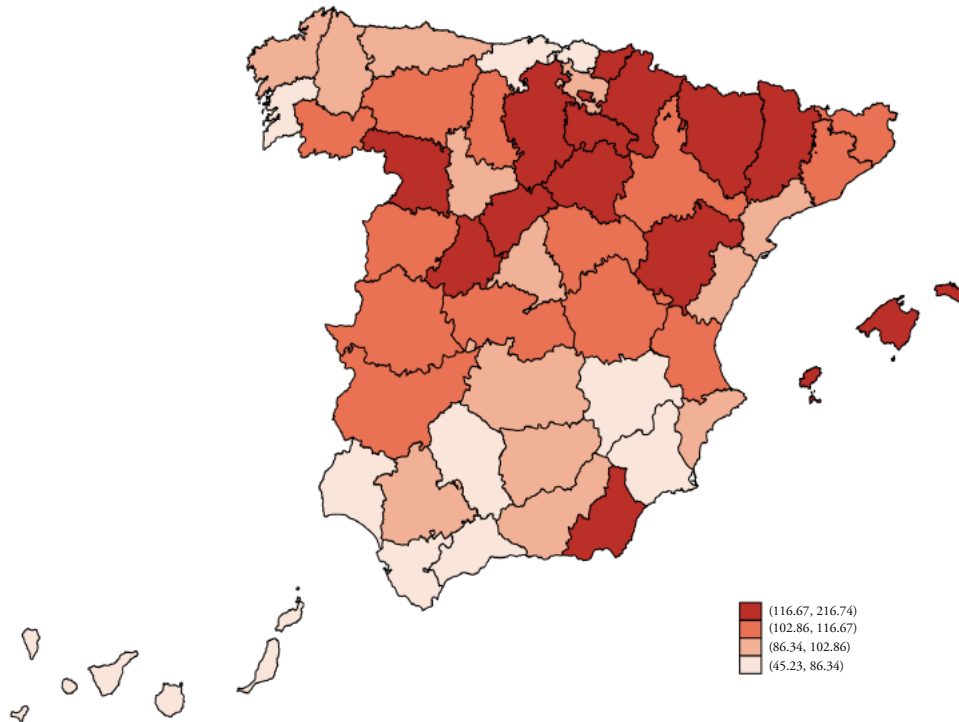 (116.67, 216.74)
(102.86, 116.67)
(86.34, 102.86)
(45.23, 86.34)